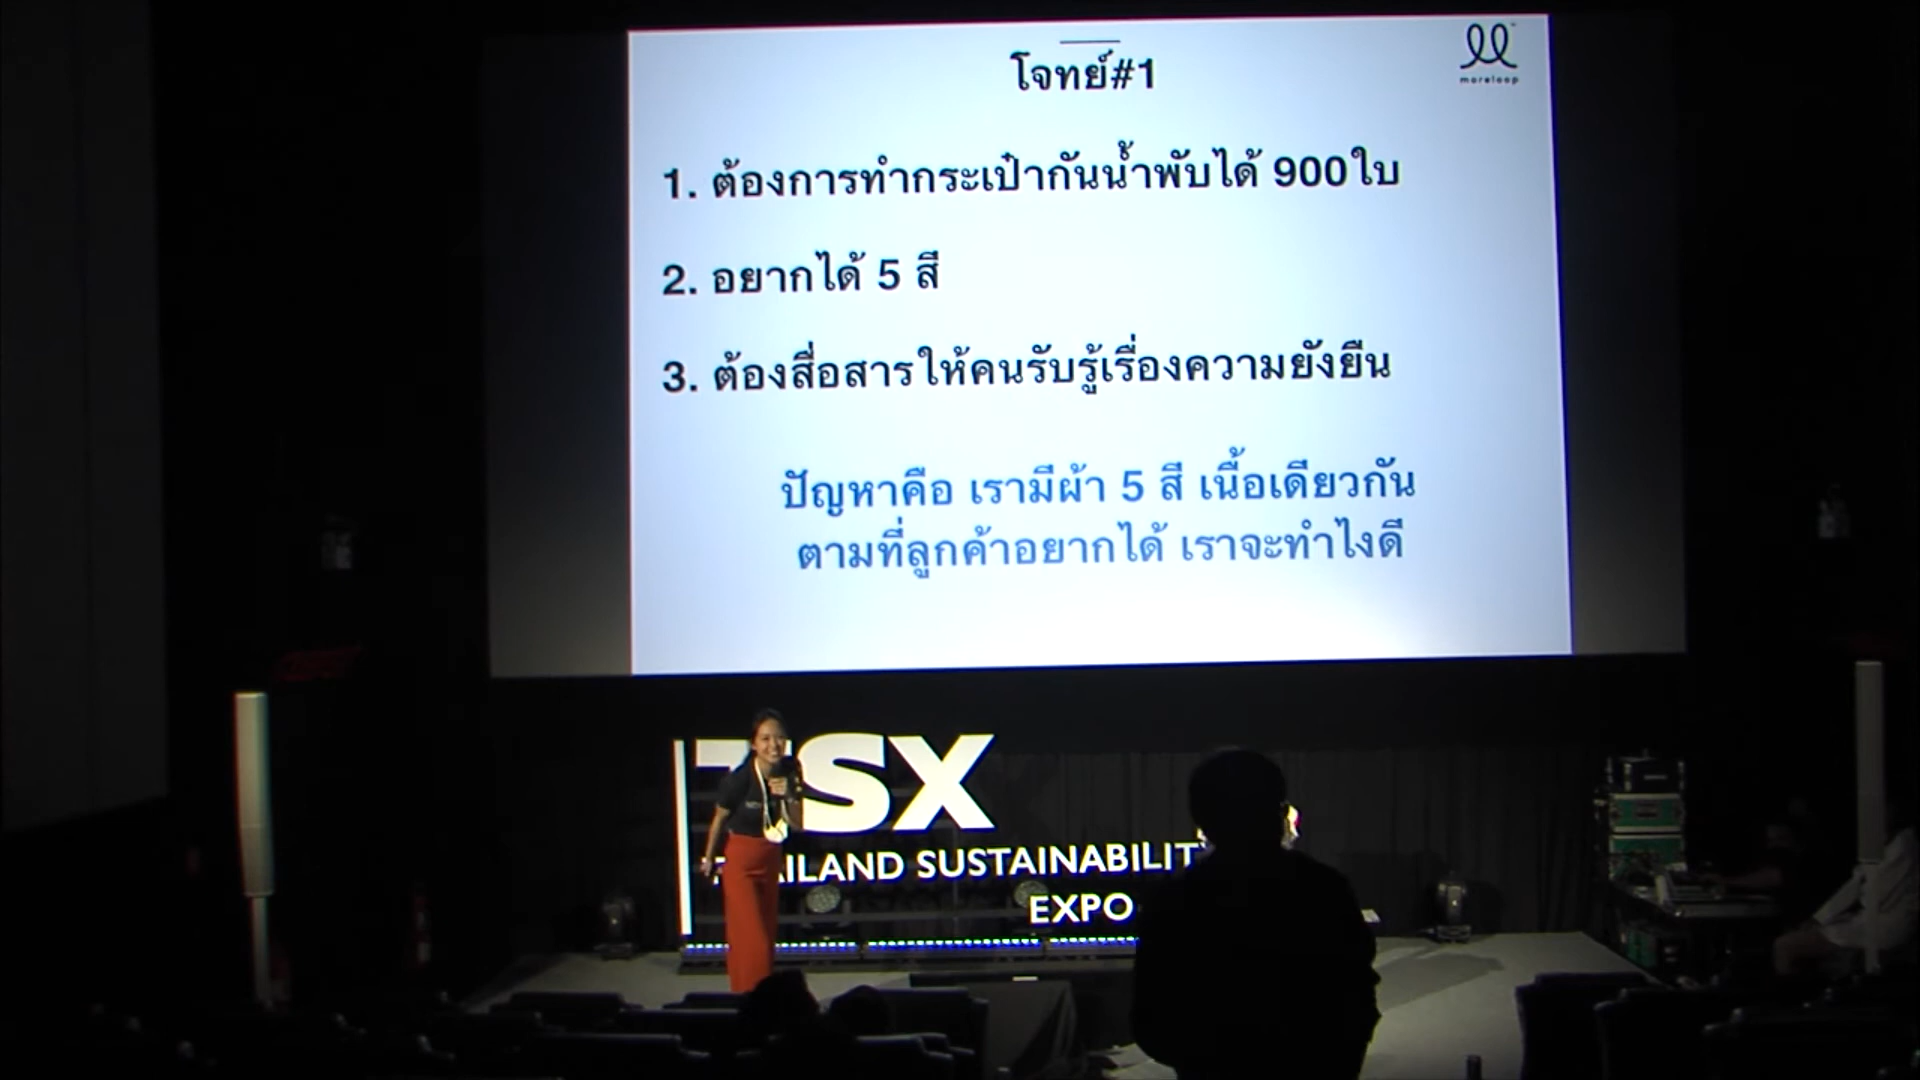 โจทย์#1
moreloop
1. ต้องการทำกระเป๋ากันน้ำพับได้ 900ใบ
2. อยากได้ 5 สี
3. ต้องสื่อสารให้คนรับรู้เรื่องความยั่งยืน
ปัญหาคือ เรามีผ้า 5 สี เนื้อเดียวกัน
ตามที่ลูกค้าอยากได้ เราจะทำไงดี
TSX
THAILAND SUSTAINABILITY
EXPO